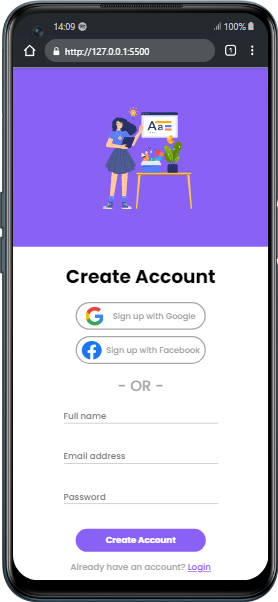 14:09
100%
http://127.0.0.1:5500
1
Aa
Create Account
Sign up with Google
Sign up with Facebook
- OR -
Full name
Email address
Password
Create Account
Already have an account? Login